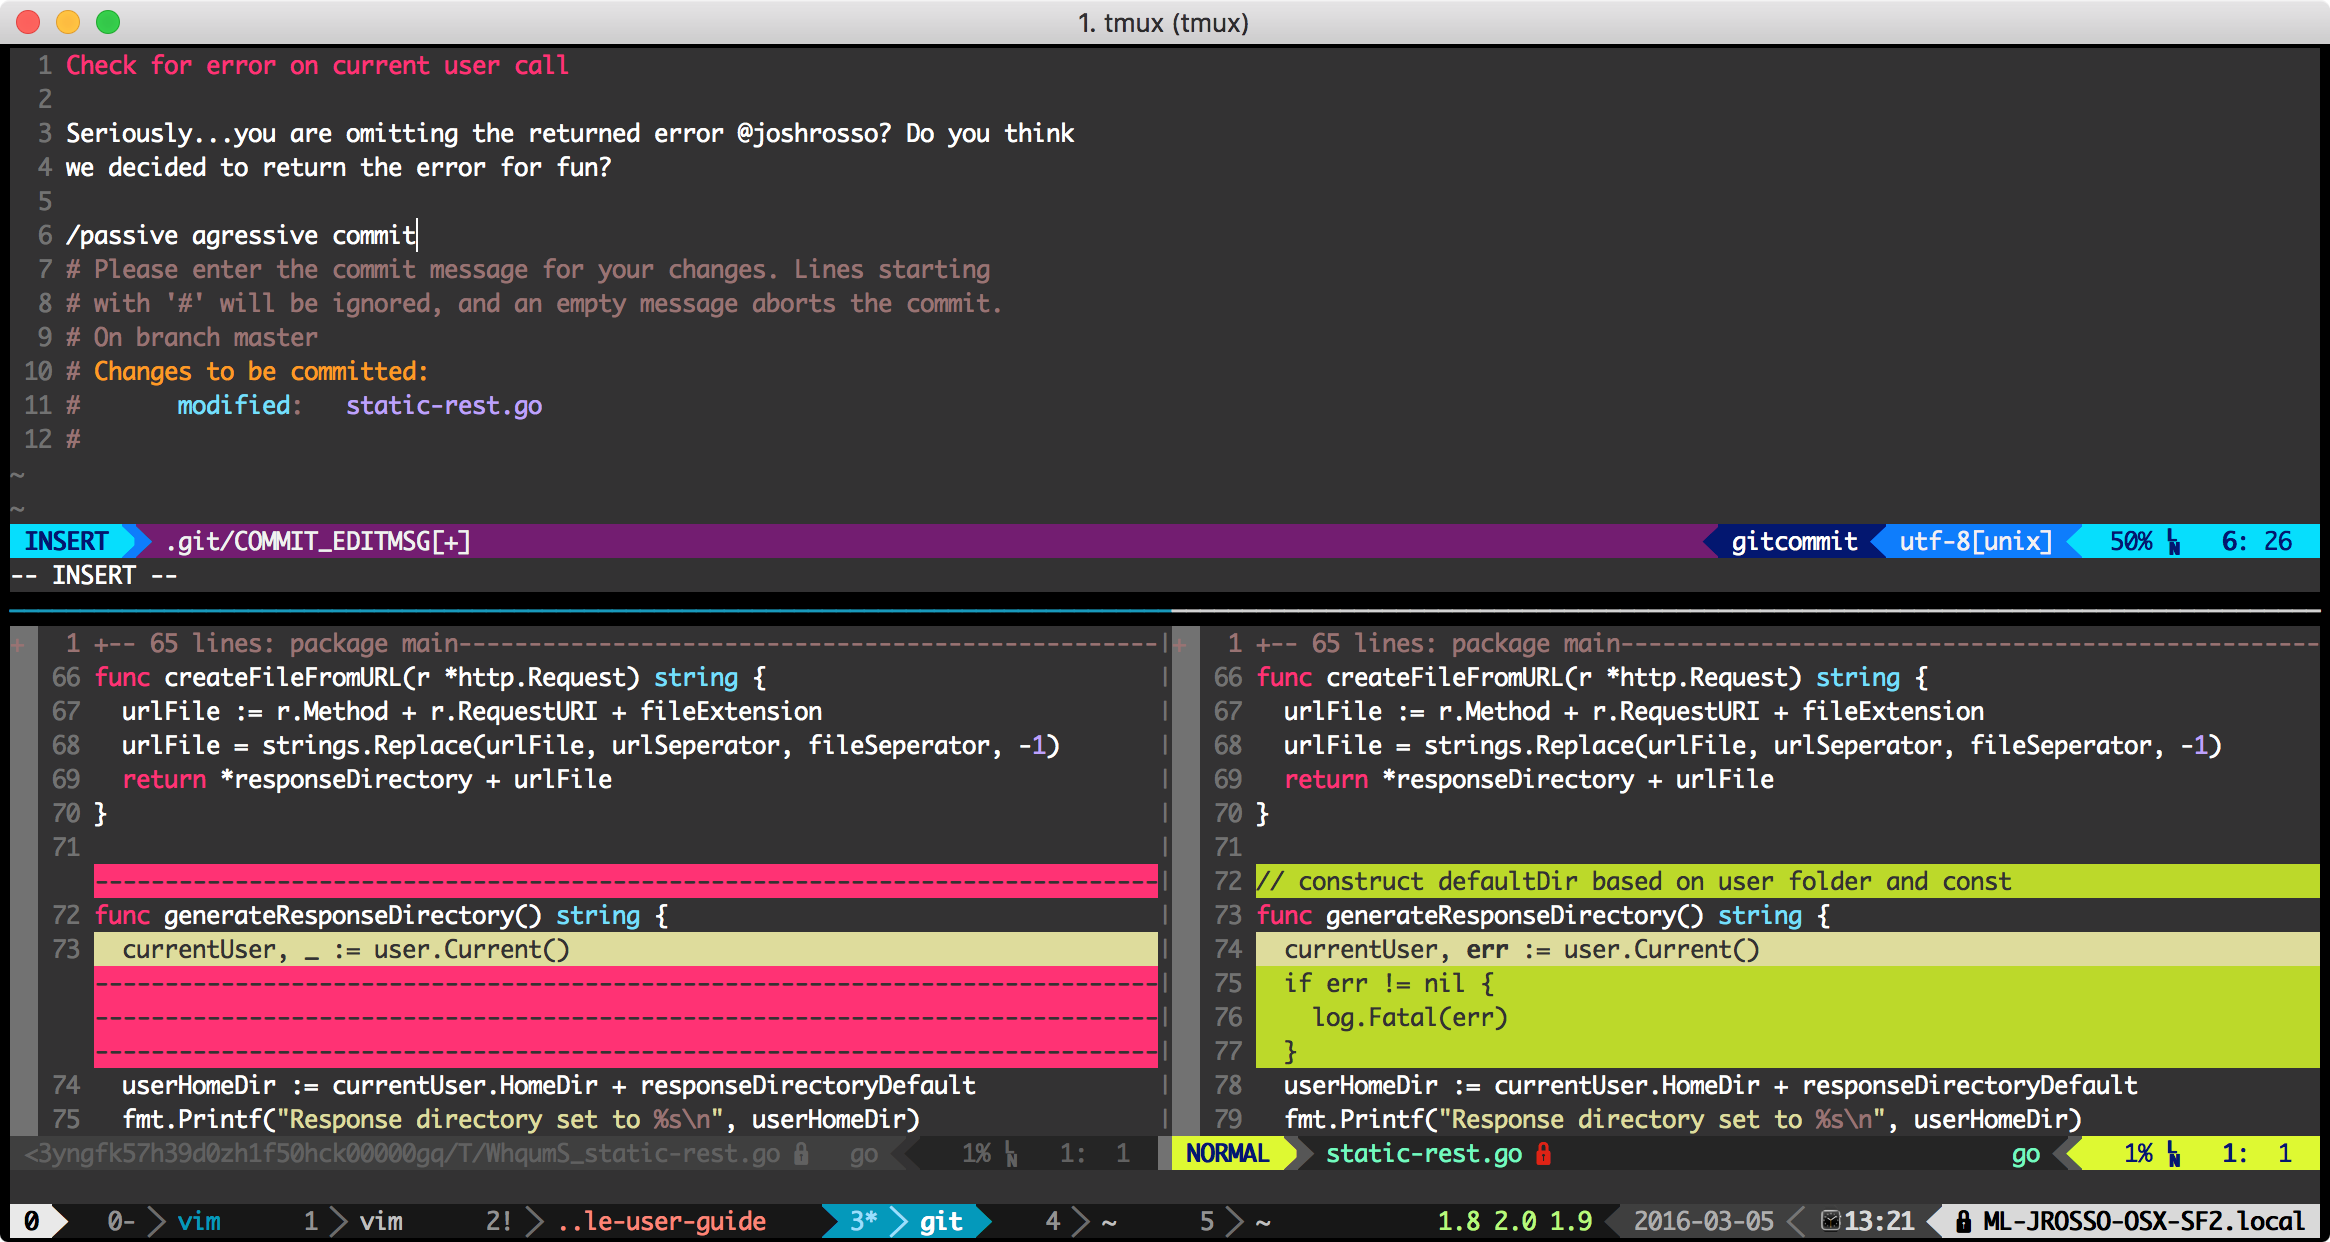 1. tmux (tmux)
1 Check for error on current user call
2
3 Seriously...you are omitting the returned error @joshrosso? Do you think
4 we decided to return the error for fun?
5
6 /passive agressive commit
7 # Please enter the commit message for your changes. Lines starting
8 # with '#' will be ignored, and an empty message aborts the commit.
9 # On branch master
10 # Changes to be committed:
11 #       modified:   static-rest.go
12 #
~
~
INSERT .git/COMMIT_EDITMSG[+] gitcommit utf-8[unix] 50% LN 6: 26
-- INSERT --
+ 1 +-- 65 lines: package main--------------------------------------------------
66 func createFileFromURL(r *http.Request) string {
67   urlFile := r.Method + r.RequestURI + fileExtension
68   urlFile = strings.Replace(urlFile, urlSeperator, fileSeperator, -1)
69   return *responseDirectory + urlFile
70 }
71
----------------------------------------------------------------------------
72 func generateResponseDirectory() string {
73   currentUser, _ := user.Current()
----------------------------------------------------------------------------
----------------------------------------------------------------------------
----------------------------------------------------------------------------
74   userHomeDir := currentUser.HomeDir + responseDirectoryDefault
75   fmt.Printf("Response directory set to %s\n", userHomeDir)
<3yngfk57h39d0zh1f50hck00000gq/T/WhqumS_static-rest.go go 1% LN 1: 1
+ 1 +-- 65 lines: package main--------------------------------------------------
66 func createFileFromURL(r *http.Request) string {
67   urlFile := r.Method + r.RequestURI + fileExtension
68   urlFile = strings.Replace(urlFile, urlSeperator, fileSeperator, -1)
69   return *responseDirectory + urlFile
70 }
71
72 // construct defaultDir based on user folder and const
73 func generateResponseDirectory() string {
74   currentUser, err := user.Current()
75   if err != nil {
76     log.Fatal(err)
77   }
78   userHomeDir := currentUser.HomeDir + responseDirectoryDefault
79   fmt.Printf("Response directory set to %s\n", userHomeDir)
NORMAL static-rest.go go 1% LN 1: 1
0 0- vim 1 vim 2! ..le-user-guide 3* git 4 ~ 5 ~ 1.8 2.0 1.9 2016-03-05 13:21 ML-JROSSO-OSX-SF2.local